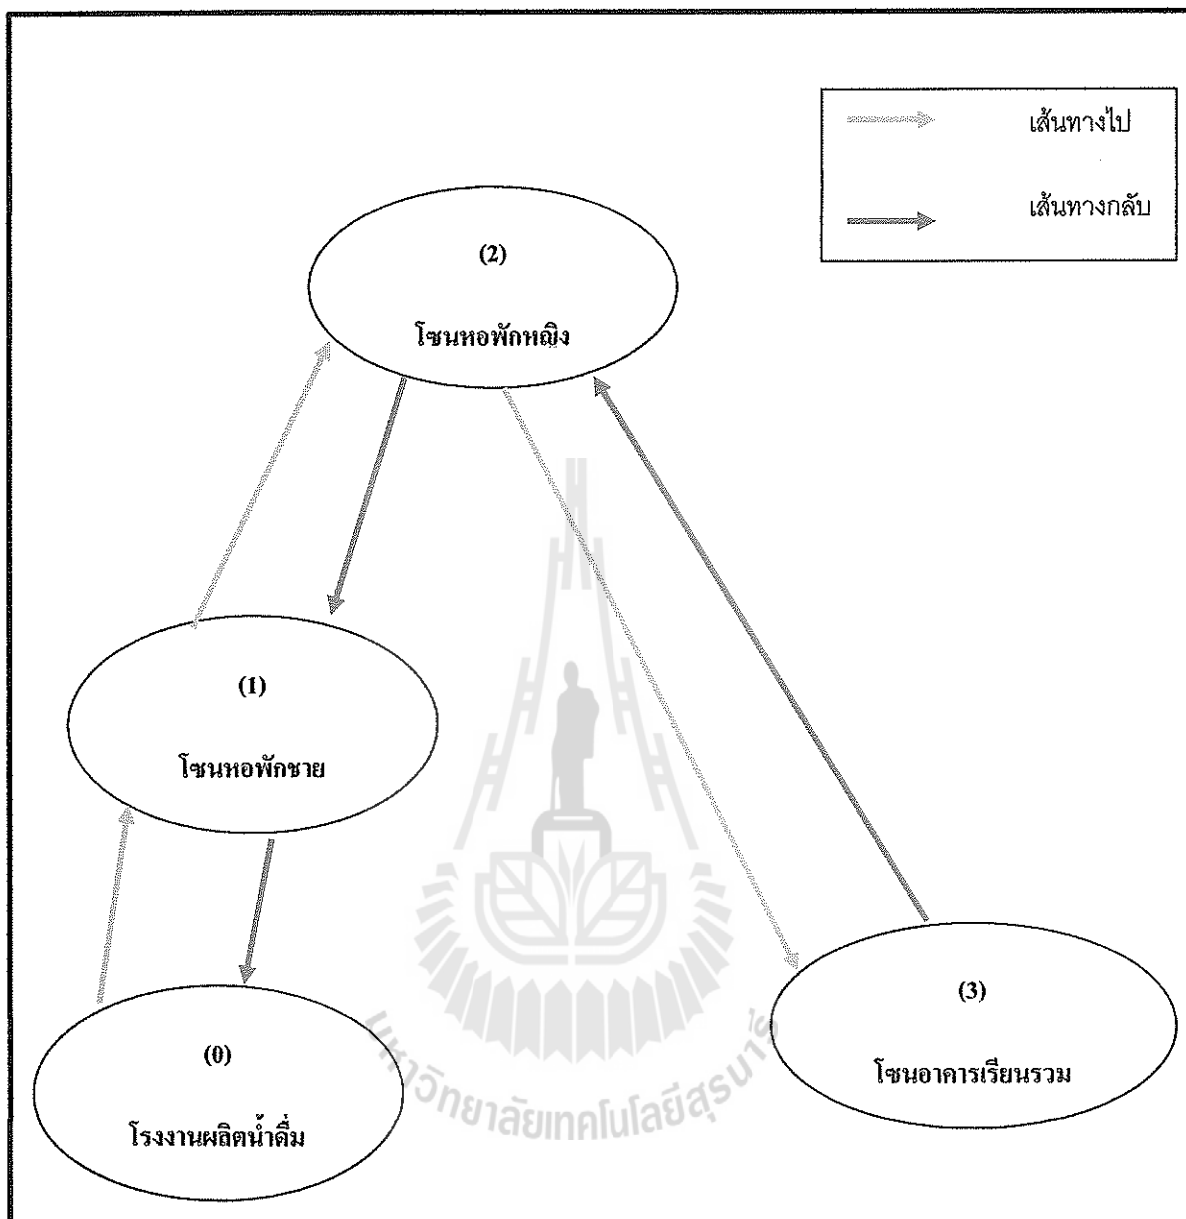 เส้นทางไป
เส้นทางกลับ
(2)
โซนหอพักหญิง
(1)
โซนหอพักชาย
(3)
โซนอาคารเรียนรวม
(0)
โรงงานผลิตน้ำดื่ม
มหาวิทยาลัยเทคโนโลยีสุรนารี